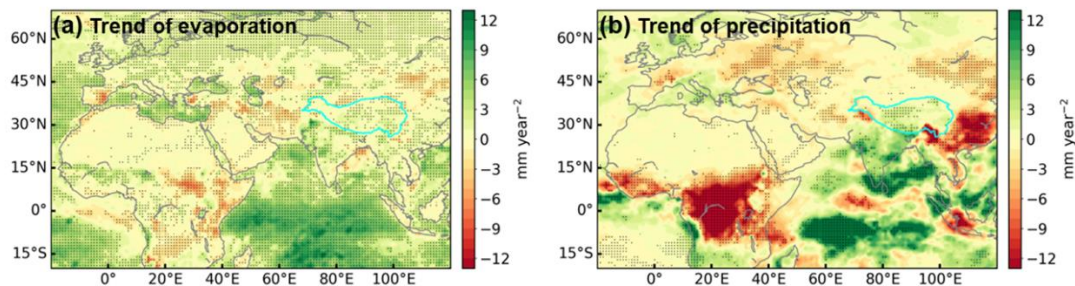 (a) Trend of evaporation
60°N
45°N
30°N
15°N
0°
15°S
0°
20°E
40°E
60°E
80°E
100°E
12
9
6
3
0
−3
−6
−9
−12
mm year⁻²
(b) Trend of precipitation
60°N
45°N
30°N
15°N
0°
15°S
0°
20°E
40°E
60°E
80°E
100°E
12
9
6
3
0
−3
−6
−9
−12
mm year⁻²